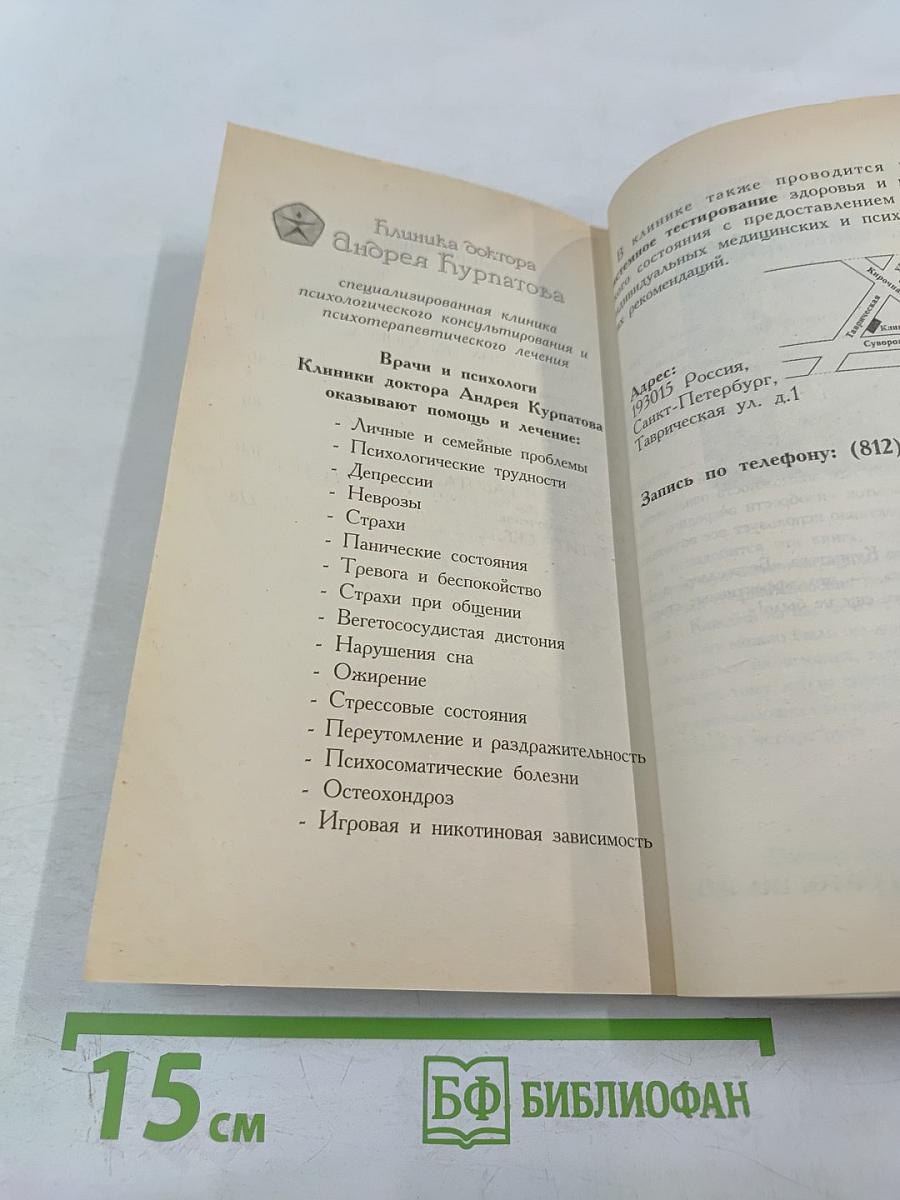 Клиника доктора
Андрея Курпатова
специализированная клиника
психологического консультирования и
психотерапевтического лечения
Врачи и психологи
Клиники доктора Андрея Курпатова
оказывают помощь и лечение:
- Личные и семейные проблемы
- Психологические трудности
- Депрессии
- Неврозы
- Страхи
- Панические состояния
- Тревога и беспокойство
- Страхи при общении
- Вегетососудистая дистония
- Нарушения сна
- Ожирение
- Стрессовые состояния
- Переутомление и раздражительность
- Психосоматические болезни
- Остеохондроз
- Игровая и никотиновая зависимость
В клинике также проводится
тестирование здоровья и
состояния с предоставлением
медицинских и
рекомендаций.
Таврическая
Адрес:
193015 Россия,
Санкт-Петербург,
Таврическая ул. д.1
Запись по телефону: (812)
15 см
БФ БИБЛИОФАН